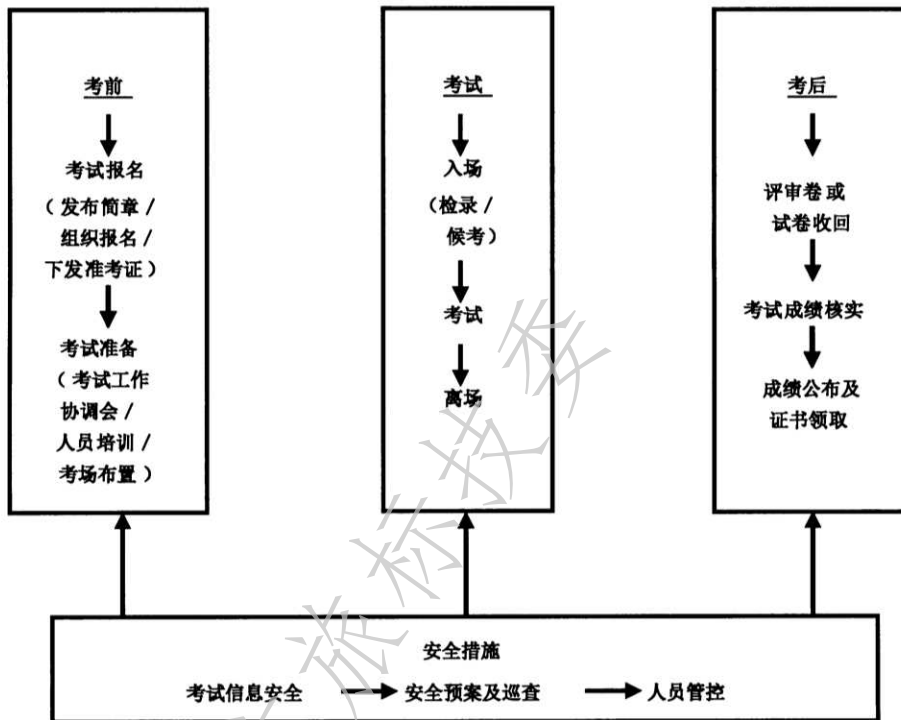 考前
考试报名
（发布简章/
组织报名/
下发准考证）
考试准备
（考试工作
协调会/
人员培训/
考场布置）
考试
入场
（检录/
候考）
考试
离场
考后
评审卷或
试卷收回
考试成绩核实
成绩公布及
证书领取
安全措施
考试信息安全 安全预案及巡查 人员管控
旅标技委